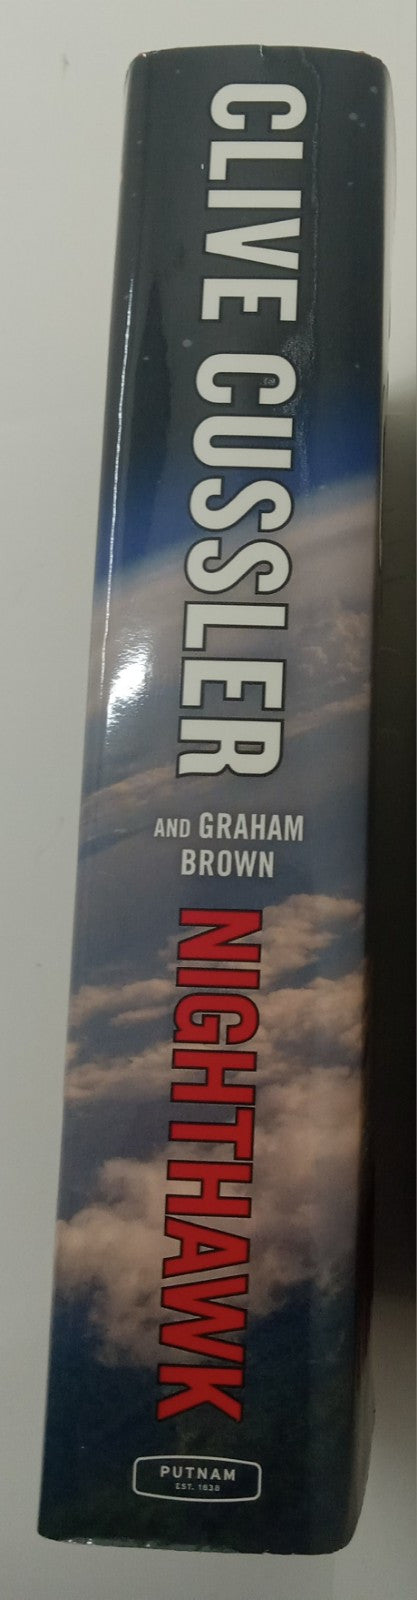 CLIVE CUSSLER
AND GRAHAM
BROWN
NIGHTHAWK
PUTNAM
EST. 1838